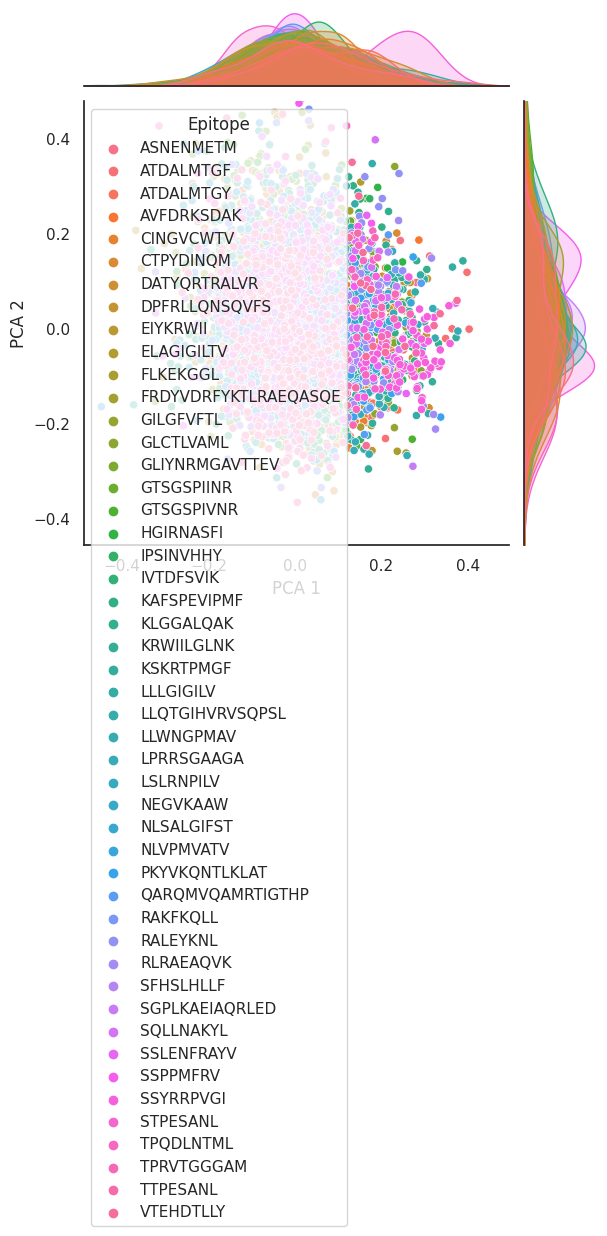 Epitope
ASNENMETM
ATDALMTGF
ATDALMTGY
AVFDRKSDAK
CINGVCWTV
CTPYDINQM
DATYQRTRALVR
DPFRLLQNSQVFS
EIYKRWII
ELAGIGILTV
FLKEKGGL
FRDYVDRFYKTLRAEQASQE
GILGFVFTL
GLCTLVAML
GLIYNRMGAVTTEV
GTSGSPIINR
GTSGSPIVNR
HGIRNASFI
IPSINVHHY
IVTDFSVIK
KAFSPEVIPMF
KLGGALQAK
KRWIILGLNK
KSKRTPMGF
LLLGIGILV
LLQTGIHVRVSQPSL
LLWNGPMAV
LPRRSGAAGA
LSLRNPILV
NEGVKAAW
NLSALGIFST
NLVPMVATV
PKYVKQNTLKLAT
QARQMVQAMRTIGTHP
RAKFKQLL
RALEYKNL
RLRAEAQVK
SFHSLHLLF
SGPLKAEIAQRLED
SQLLNAKYL
SSLENFRAYV
SSPPMFRV
SSYRRPVGI
STPESANL
TPQDLNTML
TPRVTGGGAM
TTPESANL
VTEHDTLLY
PCA 2
0.4
0.2
0.0
−0.2
−0.4
−0.4
−0.2
0.0
0.2
0.4
PCA 1